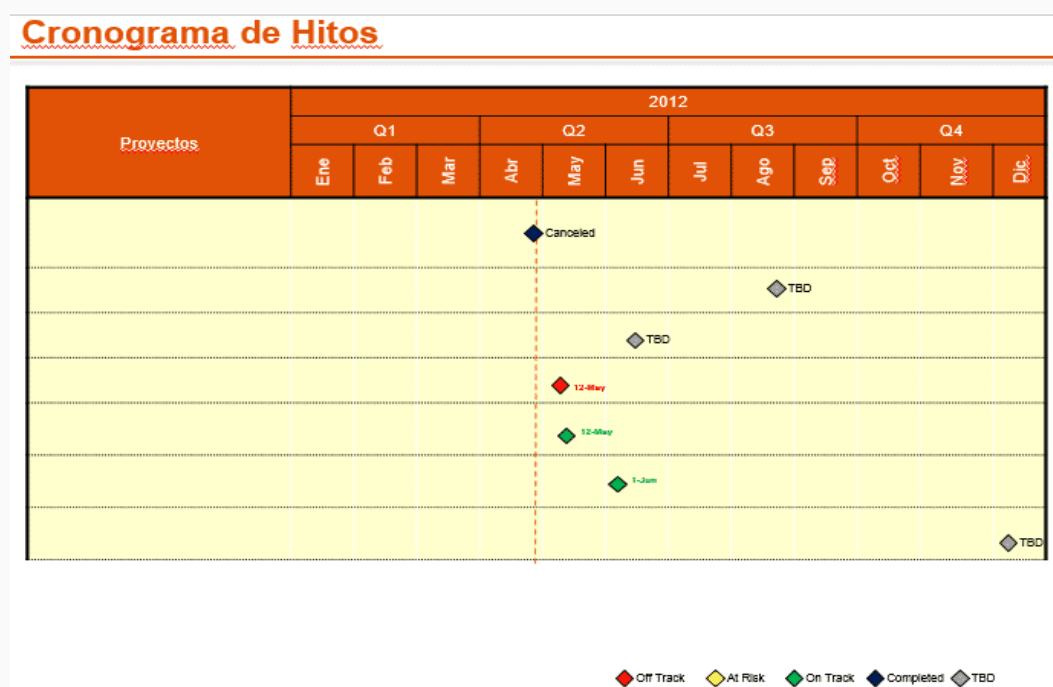 Cronograma de Hitos
2012
Proyectos
Q1 Q2 Q3 Q4
Ene Feb Mar Abr May Jun Jul Ago Sep Oct Nov Dic
Canceled
TBD
TBD
12-May
12-May
1-Jun
TBD
Off Track At Risk On Track Completed TBD